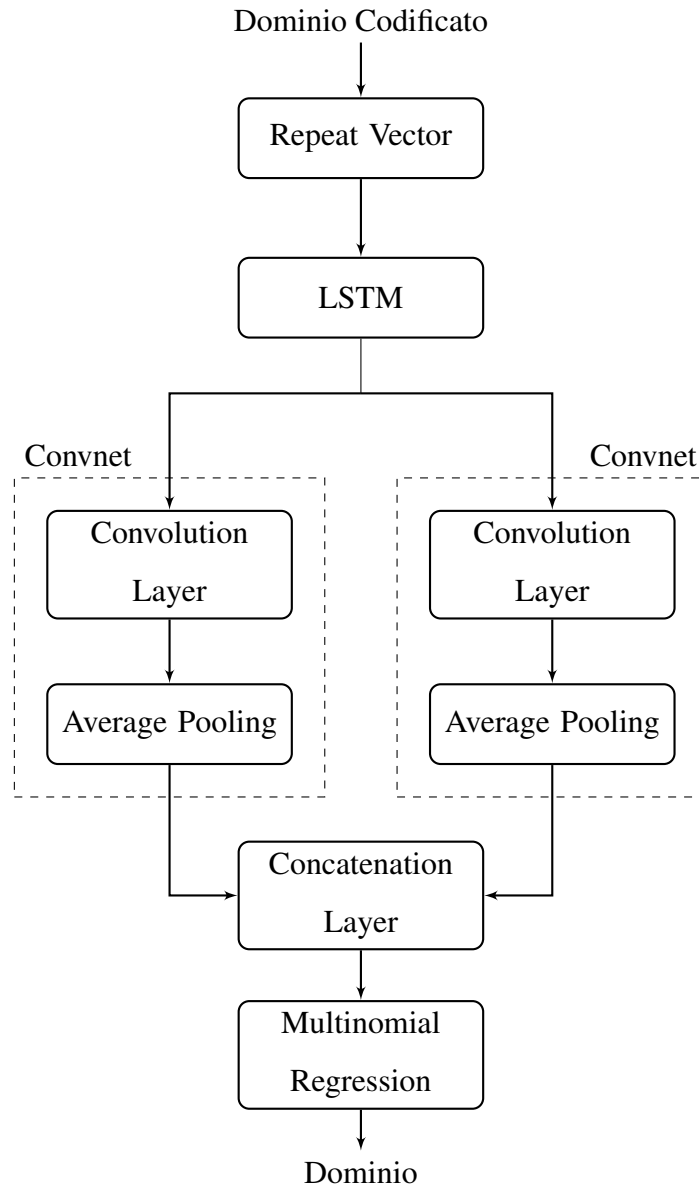 Dominio Codificato
Repeat Vector
LSTM
Convnet
Convnet
Convolution
Layer
Convolution
Layer
Average Pooling
Average Pooling
Concatenation
Layer
Multinomial
Regression
Dominio